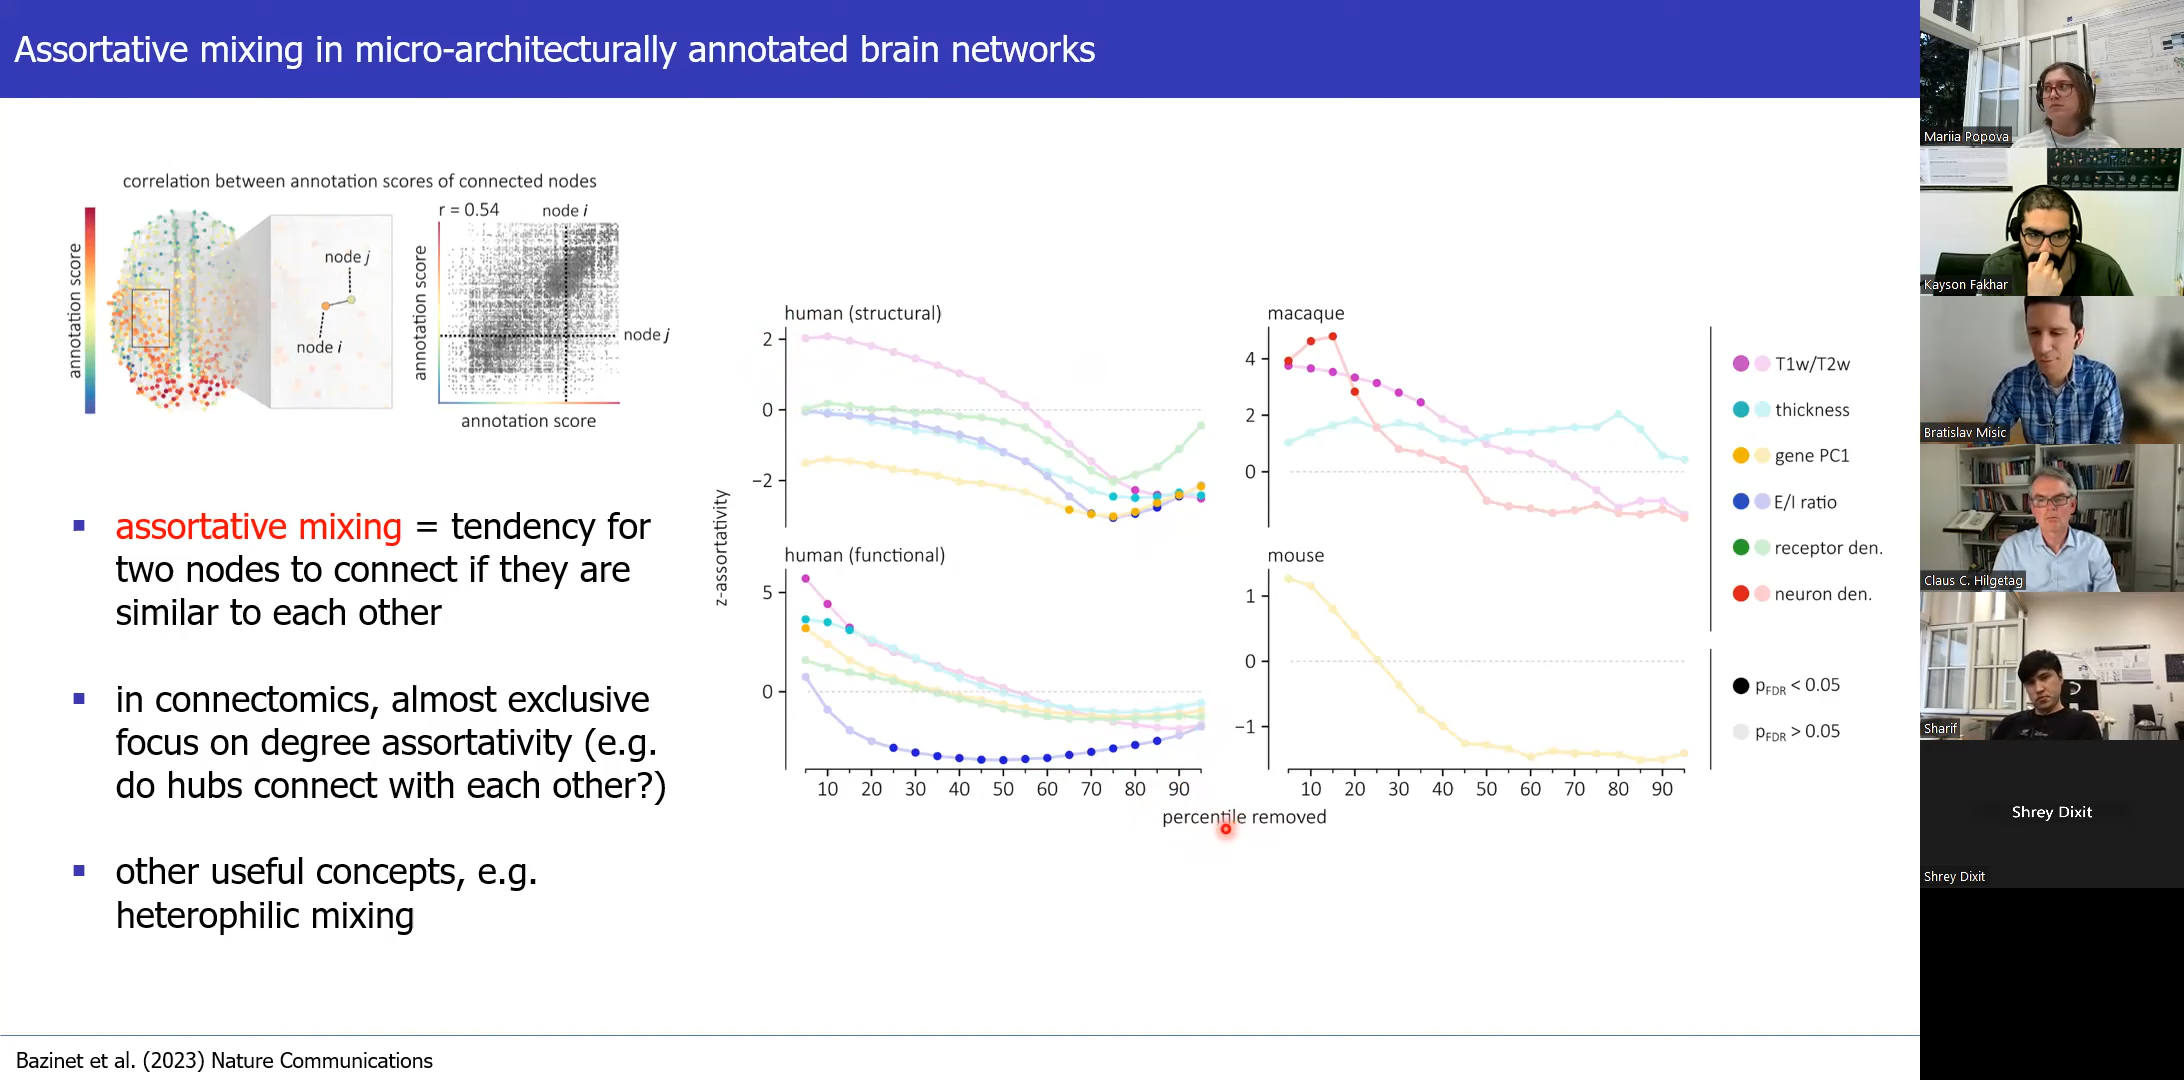 Assortative mixing in micro-architecturally annotated brain networks
correlation between annotation scores of connected nodes
annotation score
node j
node i
r = 0.54
node i
node j
annotation score
annotation score
▪ assortative mixing = tendency for
two nodes to connect if they are
similar to each other
▪ in connectomics, almost exclusive
focus on degree assortativity (e.g.
do hubs connect with each other?)
▪ other useful concepts, e.g.
heterophilic mixing
z-assortativity
human (structural)
2
0
−2
macaque
4
2
0
human (functional)
5
0
10 20 30 40 50 60 70 80 90
mouse
1
0
−1
10 20 30 40 50 60 70 80 90
percentile removed
T1w/T2w
thickness
gene PC1
E/I ratio
receptor den.
neuron den.
pFDR < 0.05
pFDR > 0.05
Bazinet et al. (2023) Nature Communications
Mariia Popova
Kayson Fakhar
Bratislav Misic
Claus C. Hilgetag
Sharif
Shrey Dixit
Shrey Dixit